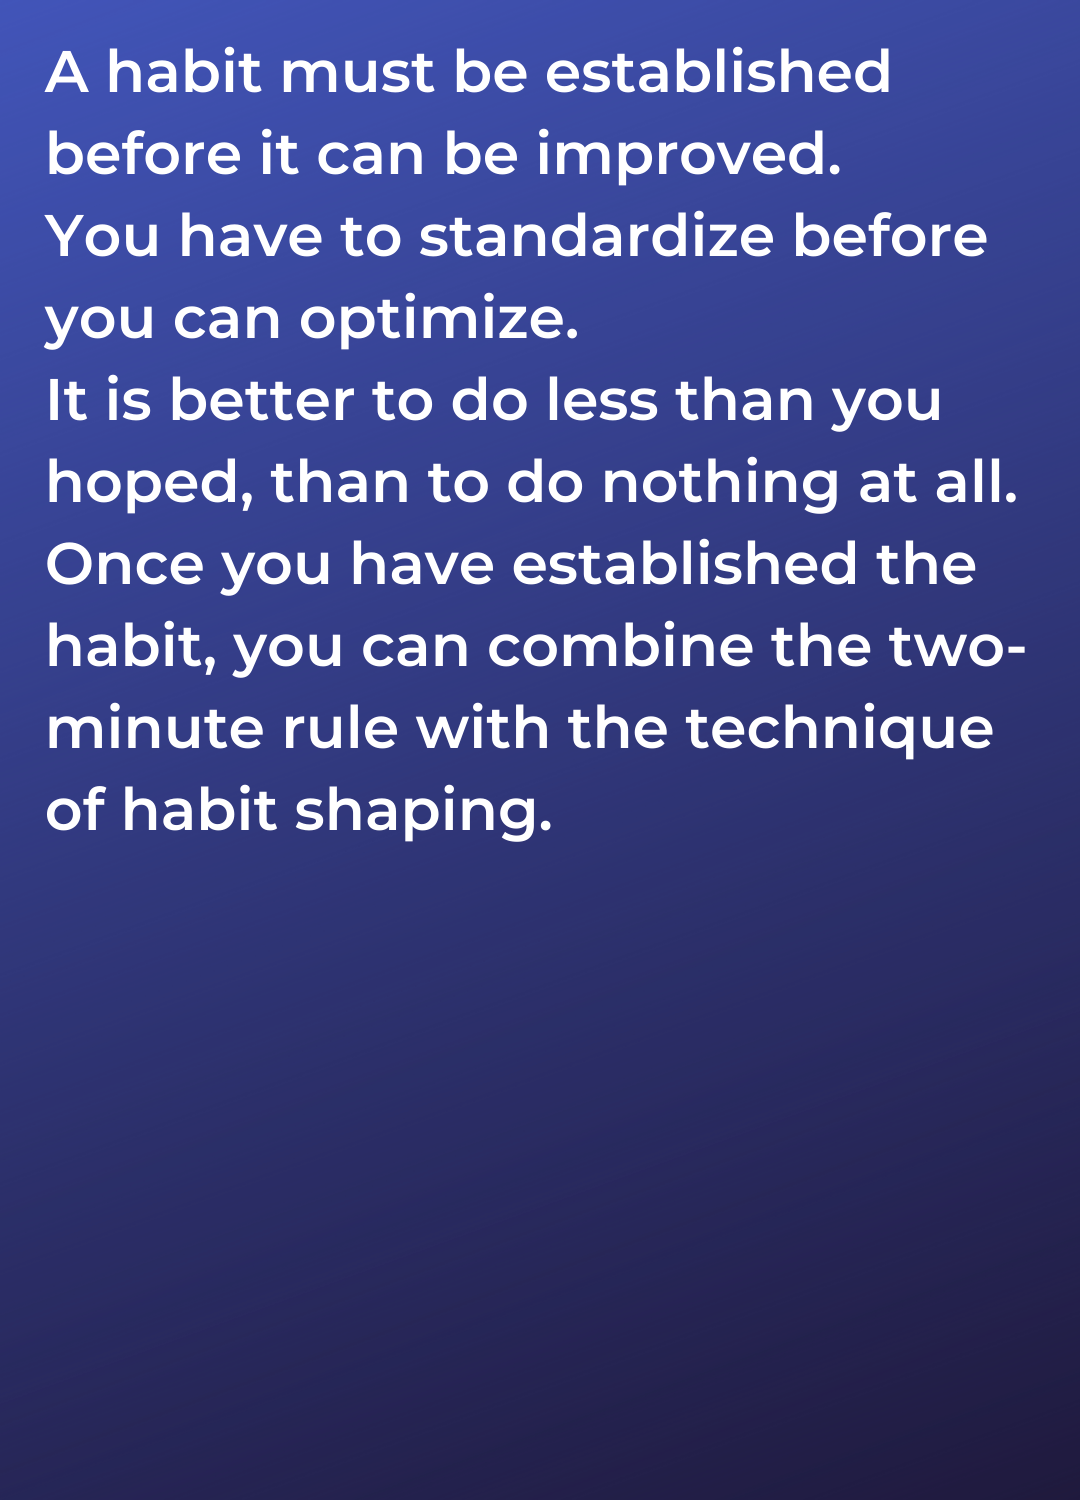 A habit must be established
before it can be improved.
You have to standardize before
you can optimize.
It is better to do less than you
hoped, than to do nothing at all.
Once you have established the
habit, you can combine the two-
minute rule with the technique
of habit shaping.